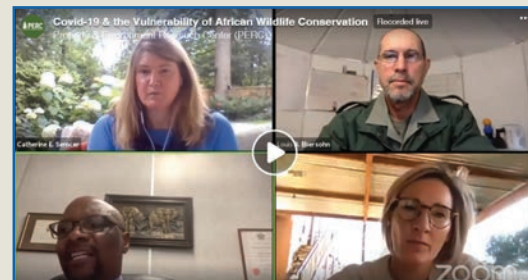 PERC
Covid-19 & the Vulnerability of African Wildlife Conservation
Recorded live
Property & Environment Research Center (PERC)
Catherine E. Semcer
Ebersohn
zoom